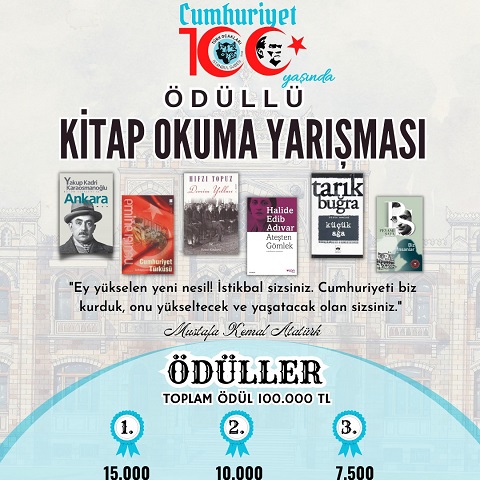 Cumhuriyet
100
yaşında
ÖDÜLLÜ
KİTAP OKUMA YARIŞMASI
Yakup Kadri
Karaosmanoğlu
Ankara
Cumhuriyet
Türküsü
HIFZI TOPUZ
Devrim Yılları
Halide
Edib
Adıvar
Ateşten
Gömlek
tarık
buğra
küçük
ağa
"Ey yükselen yeni nesil! İstikbal sizsiniz. Cumhuriyeti biz
kurduk, onu yükseltecek ve yaşatacak olan sizsiniz."
Mustafa Kemal Atatürk
ÖDÜLLER
TOPLAM ÖDÜL 100.000 TL
1. 2. 3.
15.000 10.000 7.500